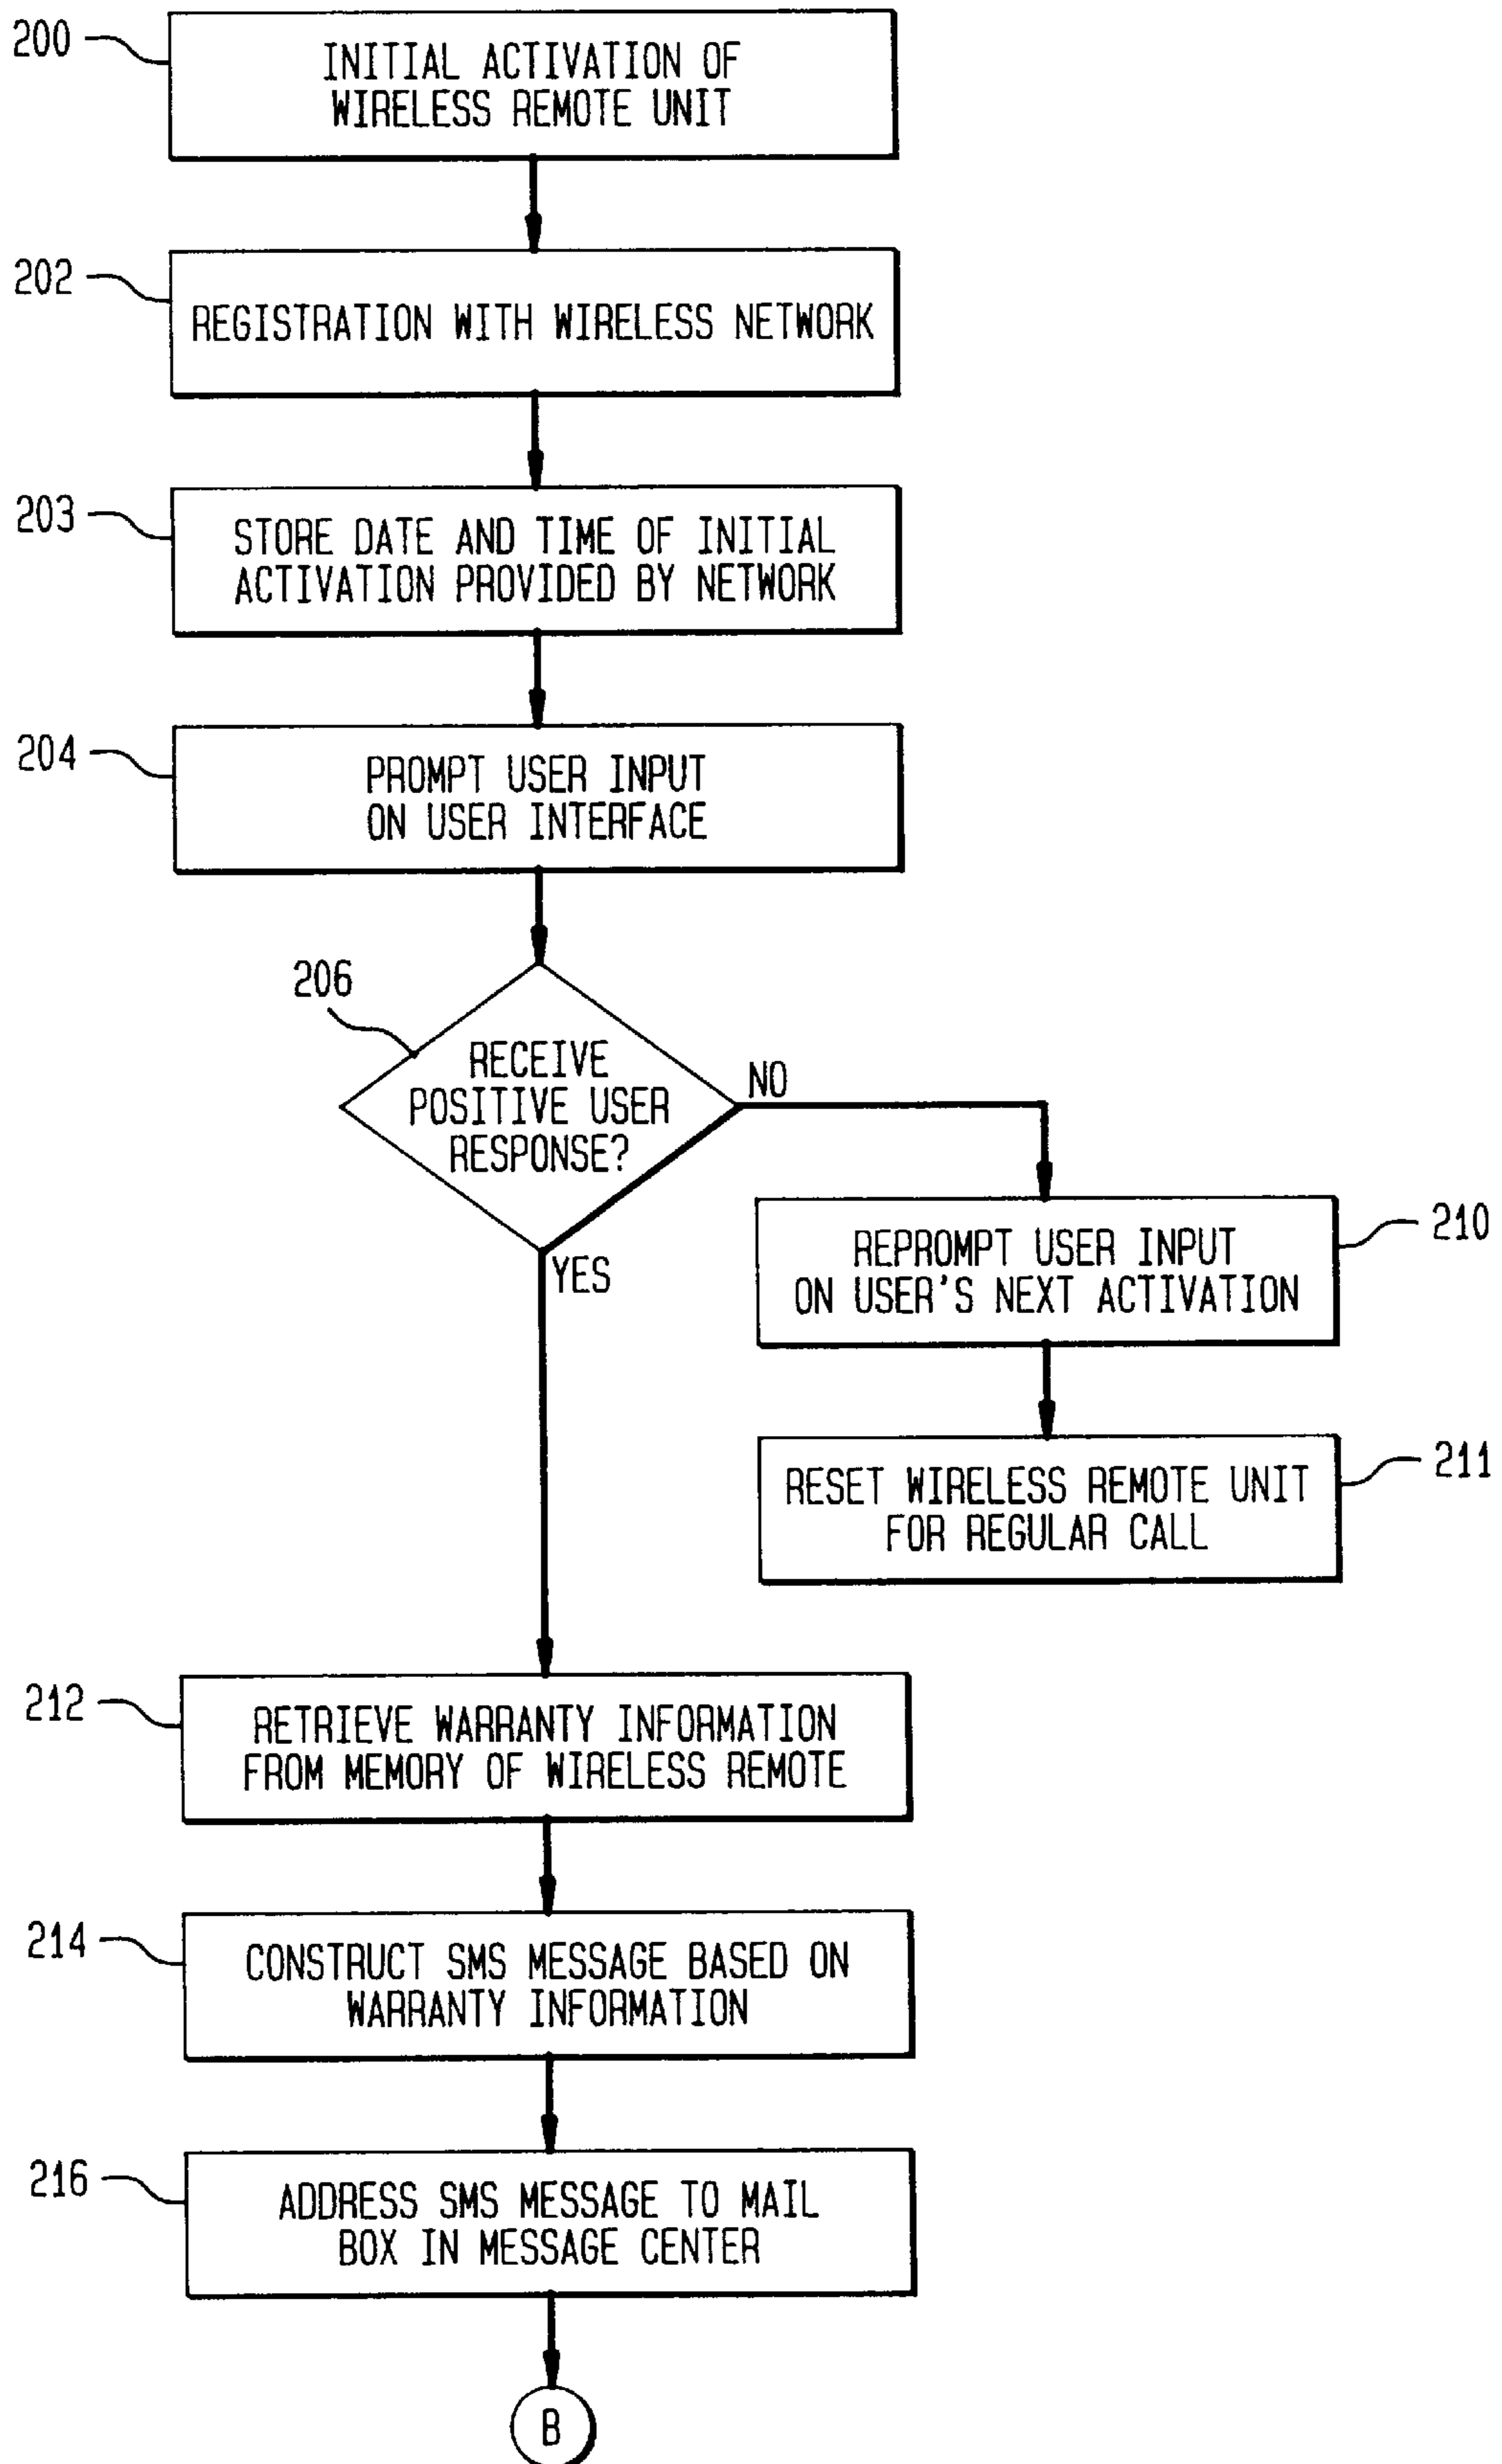 200
INITIAL ACTIVATION OF
WIRELESS REMOTE UNIT
202
REGISTRATION WITH WIRELESS NETWORK
203
STORE DATE AND TIME OF INITIAL
ACTIVATION PROVIDED BY NETWORK
204
PROMPT USER INPUT
ON USER INTERFACE
206
RECEIVE
POSITIVE USER
RESPONSE?
NO
YES
REPROMPT USER INPUT
ON USER'S NEXT ACTIVATION
210
RESET WIRELESS REMOTE UNIT
FOR REGULAR CALL
211
212
RETRIEVE WARRANTY INFORMATION
FROM MEMORY OF WIRELESS REMOTE
214
CONSTRUCT SMS MESSAGE BASED ON
WARRANTY INFORMATION
216
ADDRESS SMS MESSAGE TO MAIL
BOX IN MESSAGE CENTER
B